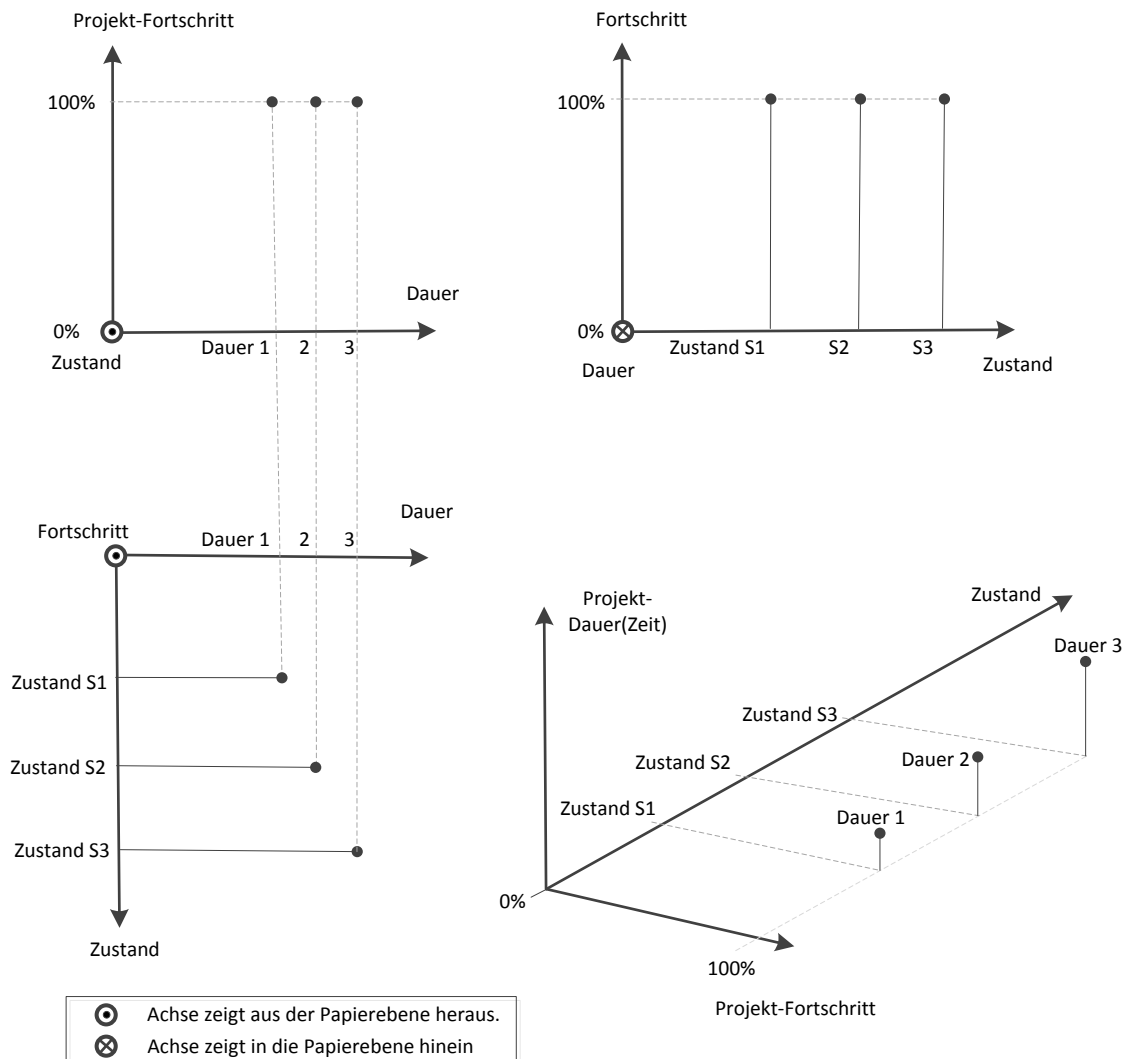 Projekt-Fortschritt
100%
Dauer
0%
Zustand
Dauer 1
2
3
Fortschritt
100%
0%
Dauer
Zustand S1
S2
S3
Zustand
Fortschritt
Dauer 1
2
3
Dauer
Zustand S1
Zustand S2
Zustand S3
Zustand
Projekt-
Dauer(Zeit)
Zustand
Dauer 3
Zustand S3
Zustand S2
Dauer 2
Zustand S1
Dauer 1
0%
100%
Projekt-Fortschritt
Achse zeigt aus der Papierebene heraus.
Achse zeigt in die Papierebene hinein